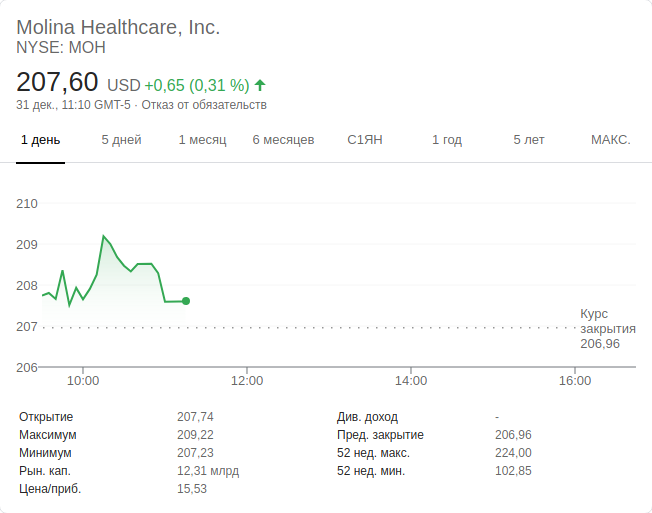 Molina Healthcare, Inc.
NYSE: MOH
207,60 USD +0,65 (0,31 %)
31 дек., 11:10 GMT-5 · Отказ от обязательств
1 день 5 дней 1 месяц 6 месяцев С1ЯН 1 год 5 лет МАКС.
210
209
208
207
206
Курс
закрытия
206,96
10:00 12:00 14:00 16:00
Открытие 207,74 Див. доход -
Максимум 209,22 Пред. закрытие 206,96
Минимум 207,23 52 нед. макс. 224,00
Рын. кап. 12,31 млрд 52 нед. мин. 102,85
Цена/приб. 15,53